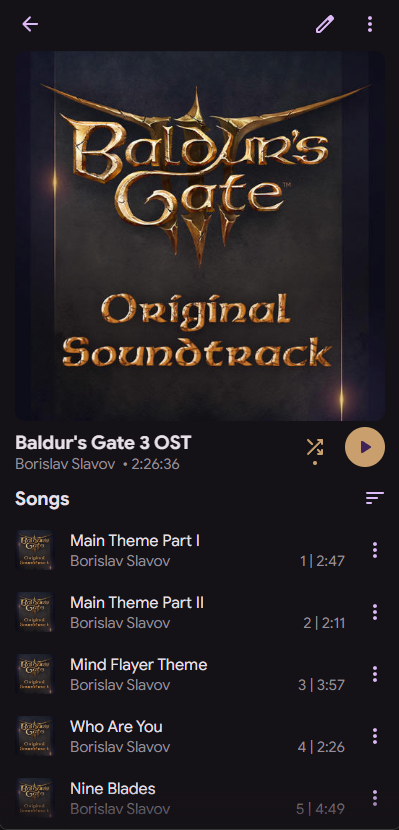 Baldur's
Gate™
Original
Soundtrack
Baldur's Gate 3 OST
Borislav Slavov • 2:26:36
Songs
Main Theme Part I
Borislav Slavov 1 | 2:47
Main Theme Part II
Borislav Slavov 2 | 2:11
Mind Flayer Theme
Borislav Slavov 3 | 3:57
Who Are You
Borislav Slavov 4 | 2:26
Nine Blades
Borislav Slavov 5 | 4:49